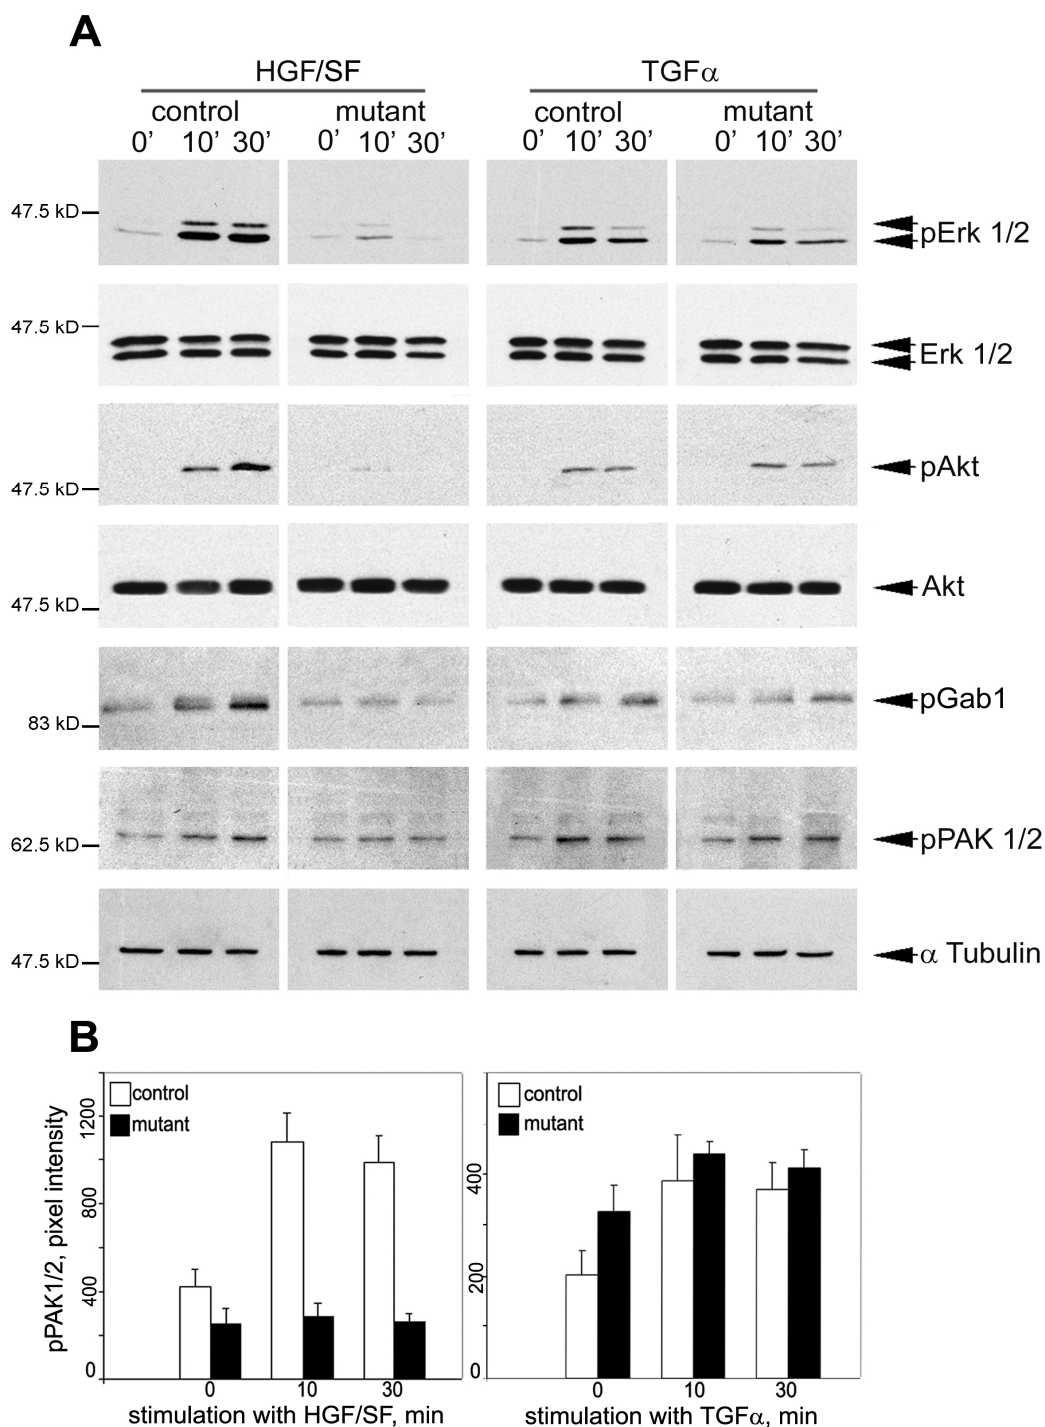 A
HGF/SF TGFα
control mutant control mutant
0’ 10’ 30’ 0’ 10’ 30’ 0’ 10’ 30’ 0’ 10’ 30’
47.5 kD
pErk 1/2
47.5 kD
Erk 1/2
pAkt
47.5 kD
Akt
47.5 kD
pGab1
83 kD
pPAK 1/2
62.5 kD
α Tubulin
47.5 kD
B
pPAK1/2, pixel intensity
1200
800
400
0
control
mutant
0 10 30
stimulation with HGF/SF, min
400
200
0
control
mutant
0 10 30
stimulation with TGFα, min